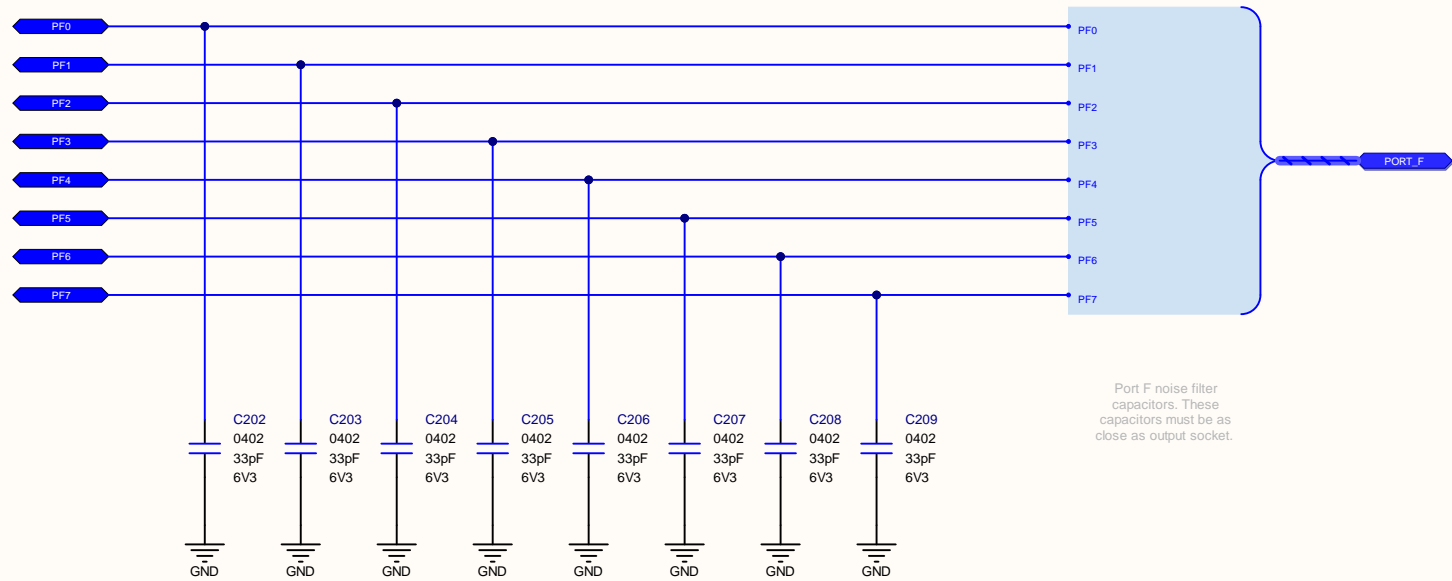 PF0
PF1
PF2
PF3
PF4
PF5
PF6
PF7
PF0
PF1
PF2
PF3
PF4
PF5
PF6
PF7
PORT_F
Port F noise filter
capacitors. These
capacitors must be as
close as output socket.
C202
0402
33pF
6V3
C203
0402
33pF
6V3
C204
0402
33pF
6V3
C205
0402
33pF
6V3
C206
0402
33pF
6V3
C207
0402
33pF
6V3
C208
0402
33pF
6V3
C209
0402
33pF
6V3
GND
GND
GND
GND
GND
GND
GND
GND